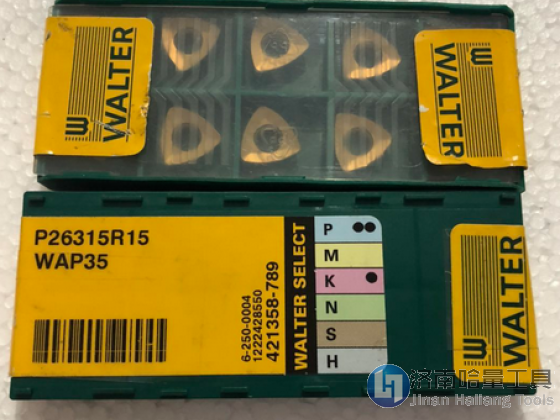 WALTER
WALTER
P26315R15
WAP35
6-250-0004
1222428550
421358-789
WALTER SELECT
P
M
K
N
S
H
WALTER
济南哈量工具
Jinan Hailiang Tools